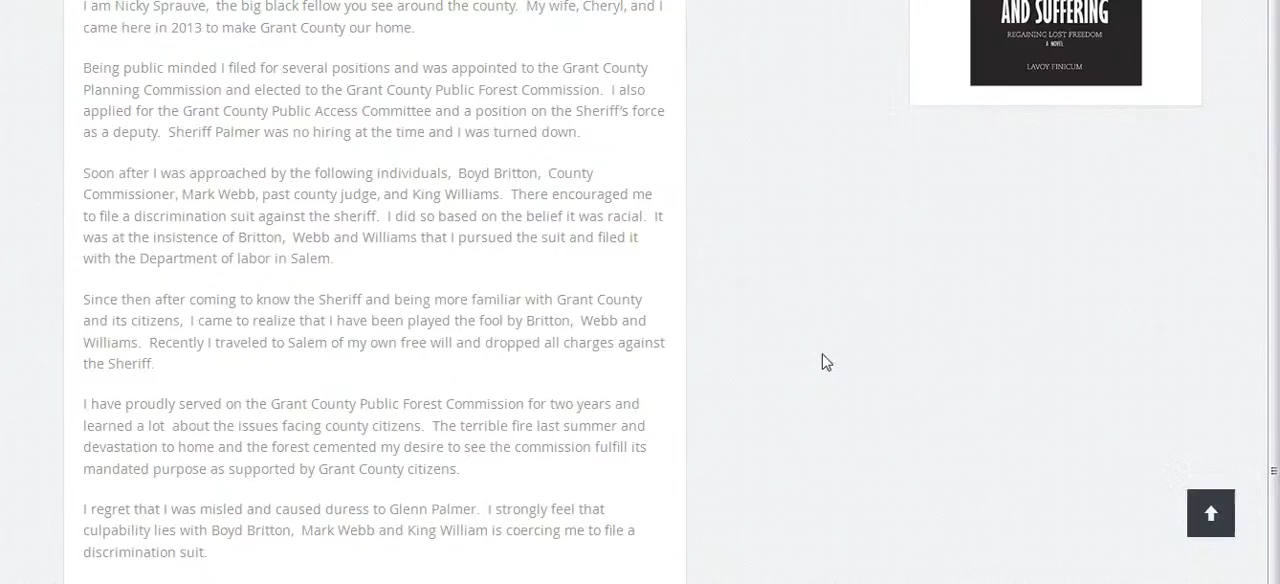 I am Nicky Sprauve, the big black fellow you see around the county. My wife, Cheryl, and I
came here in 2013 to make Grant County our home.
Being public minded I filed for several positions and was appointed to the Grant County
Planning Commission and elected to the Grant County Public Forest Commission. I also
applied for the Grant County Public Access Committee and a position on the Sheriff's force
as a deputy. Sheriff Palmer was no hiring at the time and I was turned down.
Soon after I was approached by the following individuals, Boyd Britton, County
Commissioner, Mark Webb, past county judge, and King Williams. There encouraged me
to file a discrimination suit against the sheriff. I did so based on the belief it was racial. It
was at the insistence of Britton, Webb and Williams that I pursued the suit and filed it
with the Department of labor in Salem.
Since then after coming to know the Sheriff and being more familiar with Grant County
and its citizens, I came to realize that I have been played the fool by Britton, Webb and
Williams. Recently I traveled to Salem of my own free will and dropped all charges against
the Sheriff.
I have proudly served on the Grant County Public Forest Commission for two years and
learned a lot about the issues facing county citizens. The terrible fire last summer and
devastation to home and the forest cemented my desire to see the commission fulfill its
mandated purpose as supported by Grant County citizens.
I regret that I was misled and caused duress to Glenn Palmer. I strongly feel that
culpability lies with Boyd Britton, Mark Webb and King William is coercing me to file a
discrimination suit.
AND SUFFERING
REGAINING LOST FREEDOM
A NOVEL
LAVOY FINICUM